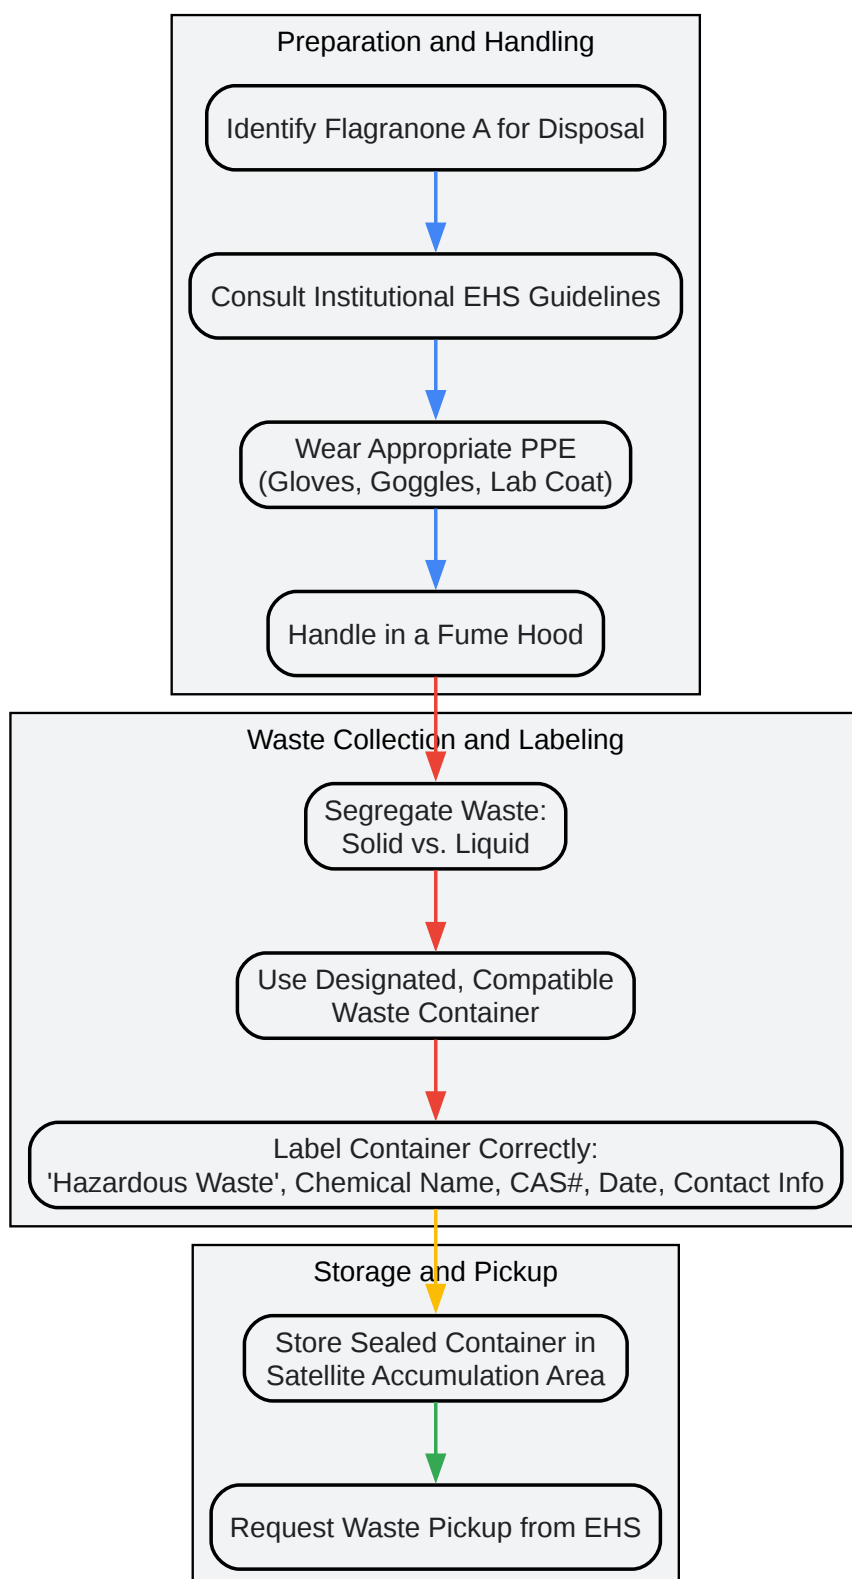 Preparation and Handling
Identify Flagranone A for Disposal
Consult Institutional EHS Guidelines
Wear Appropriate PPE
(Gloves, Goggles, Lab Coat)
Handle in a Fume Hood
Waste Collection and Labeling
Segregate Waste:
Solid vs. Liquid
Use Designated, Compatible
Waste Container
Label Container Correctly:
'Hazardous Waste', Chemical Name, CAS#, Date, Contact Info
Storage and Pickup
Store Sealed Container in
Satellite Accumulation Area
Request Waste Pickup from EHS